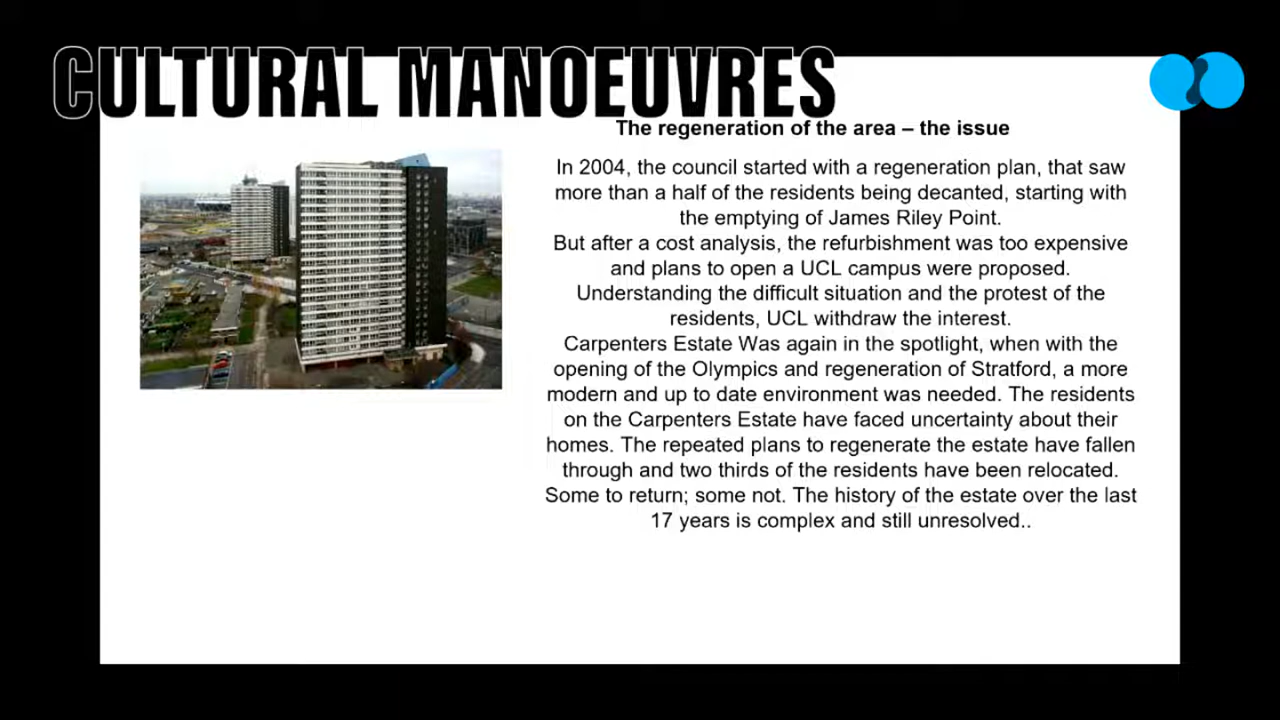 CULTURAL MANOEUVRES
The regeneration of the area – the issue
In 2004, the council started with a regeneration plan, that saw
more than a half of the residents being decanted, starting with
the emptying of James Riley Point.
But after a cost analysis, the refurbishment was too expensive
and plans to open a UCL campus were proposed.
Understanding the difficult situation and the protest of the
residents, UCL withdraw the interest.
Carpenters Estate Was again in the spotlight, when with the
opening of the Olympics and regeneration of Stratford, a more
modern and up to date environment was needed. The residents
on the Carpenters Estate have faced uncertainty about their
homes. The repeated plans to regenerate the estate have fallen
through and two thirds of the residents have been relocated.
Some to return; some not. The history of the estate over the last
17 years is complex and still unresolved..